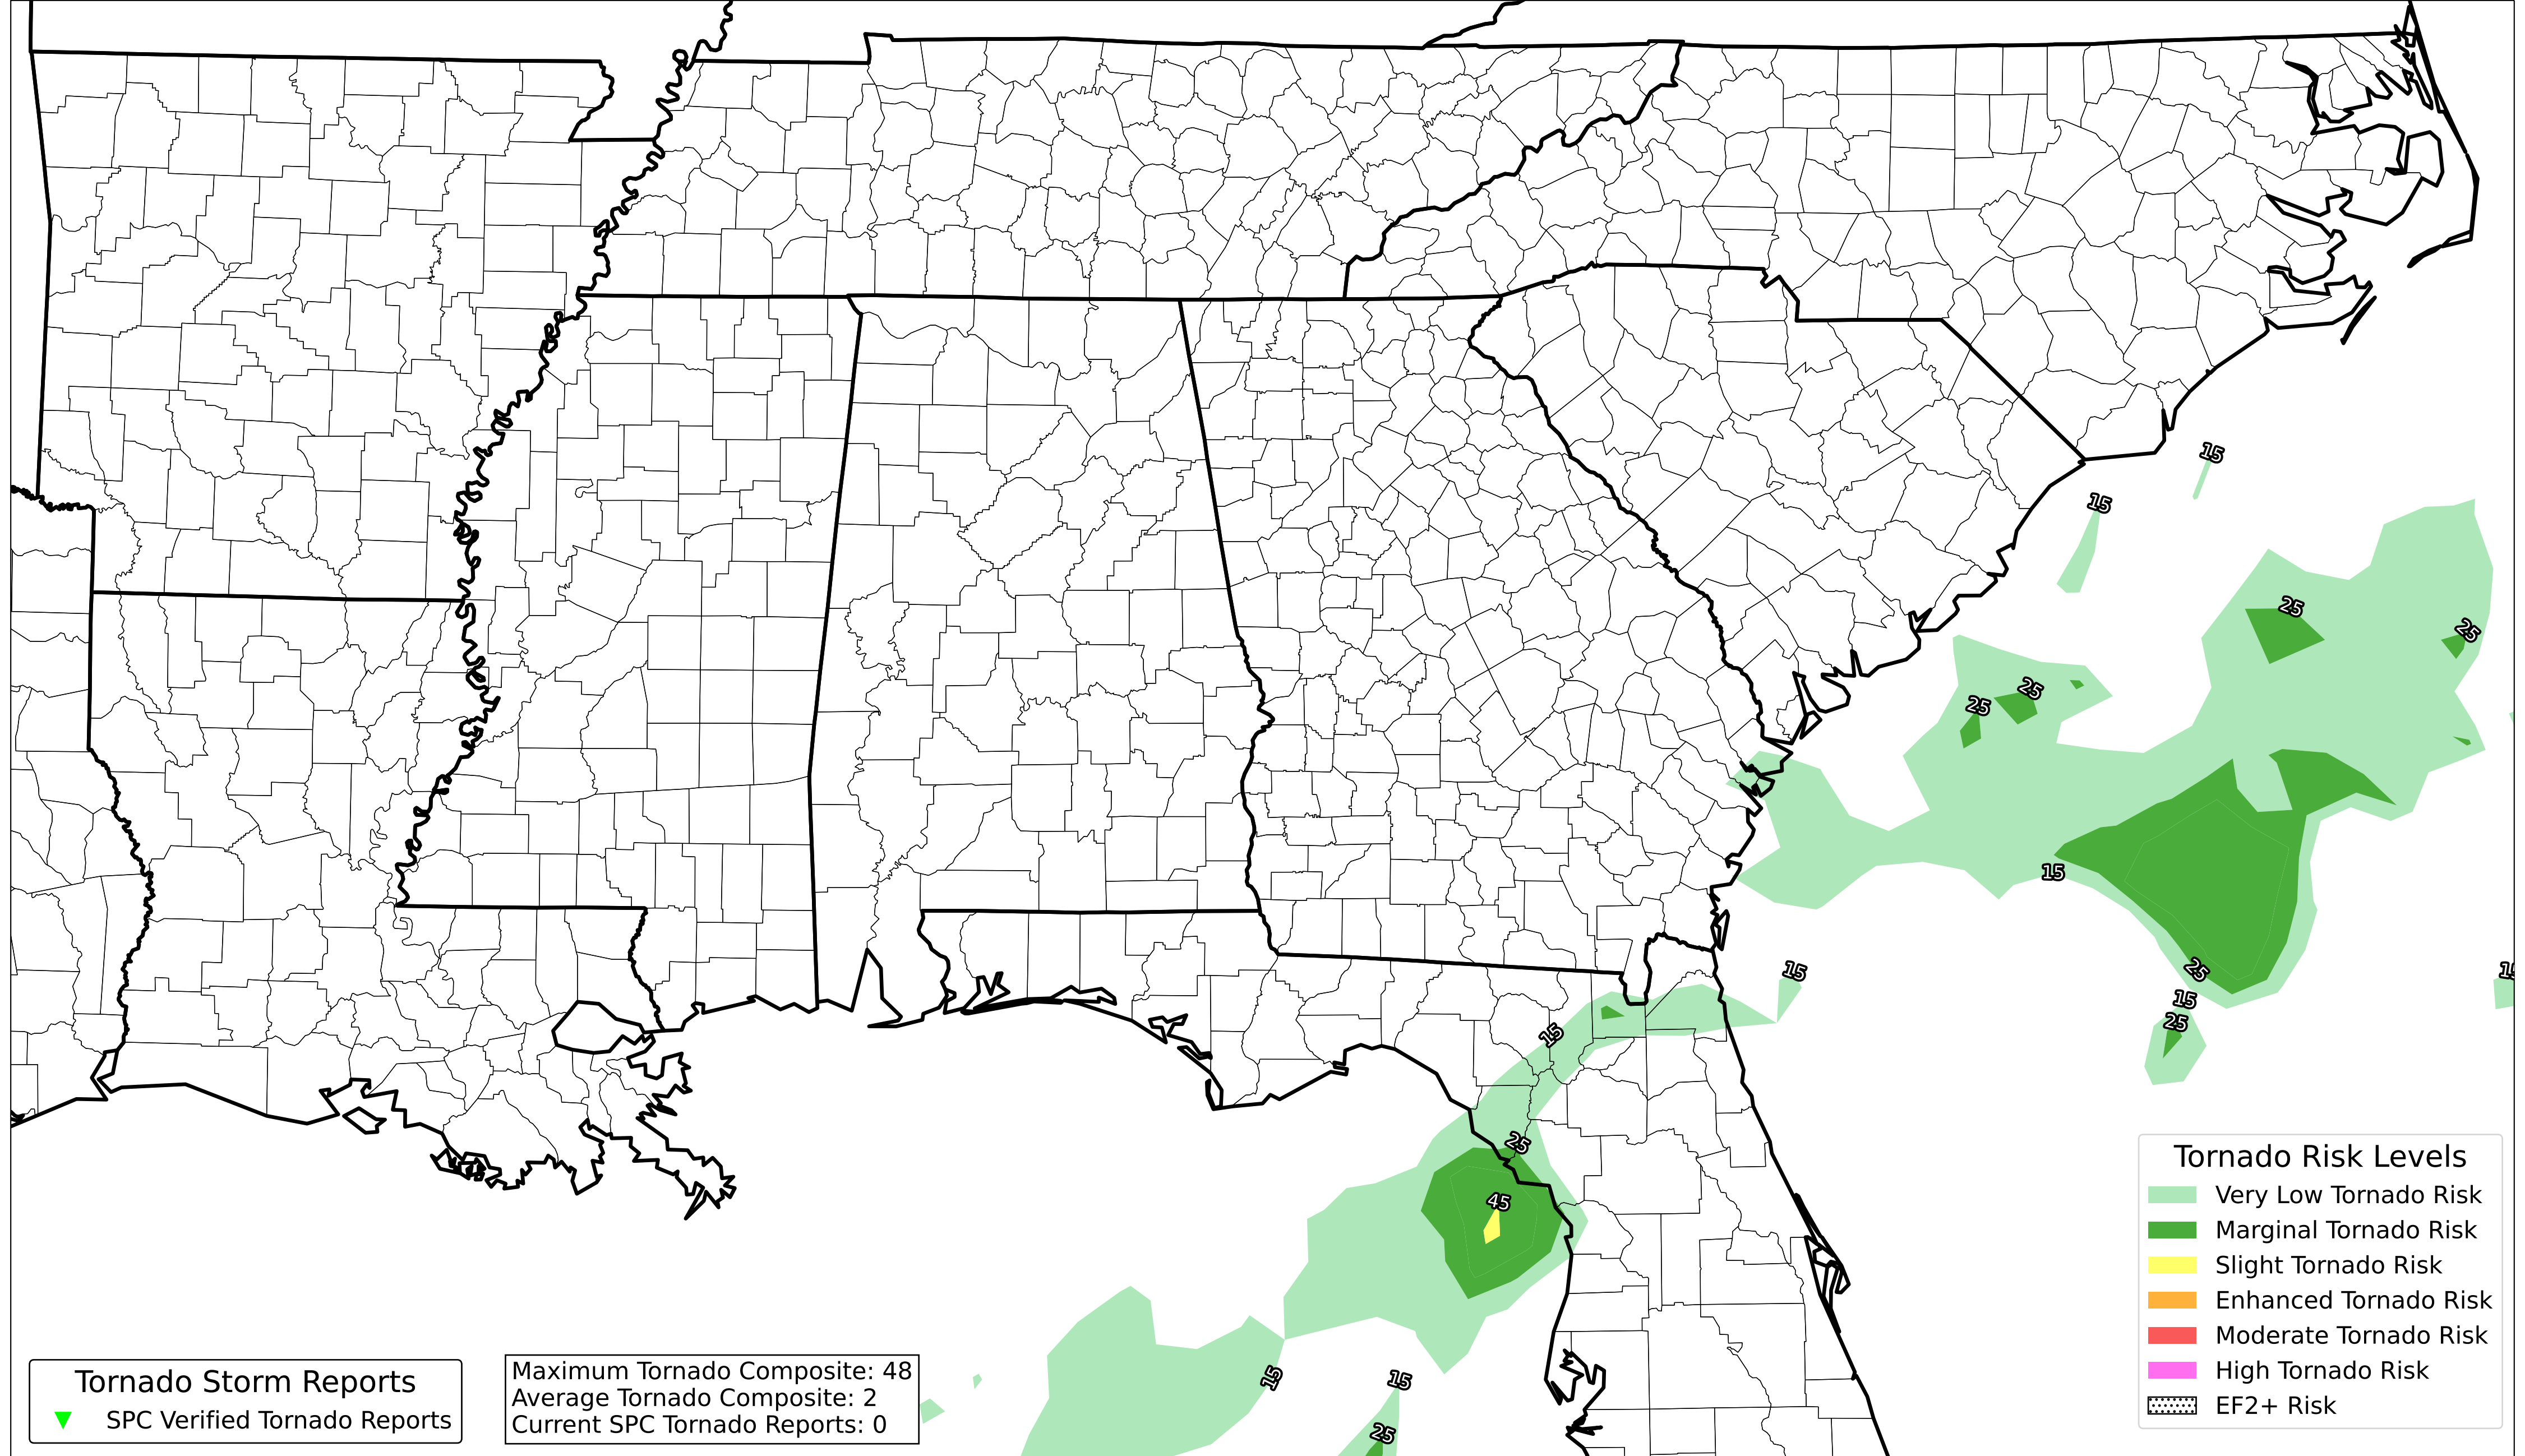 15
15
25
25
25
25
15
15
25
15
25
15
25
45
15
15
25
Tornado Risk Levels
Very Low Tornado Risk
Marginal Tornado Risk
Slight Tornado Risk
Enhanced Tornado Risk
Moderate Tornado Risk
High Tornado Risk
EF2+ Risk
Tornado Storm Reports
SPC Verified Tornado Reports
Maximum Tornado Composite: 48
Average Tornado Composite: 2
Current SPC Tornado Reports: 0